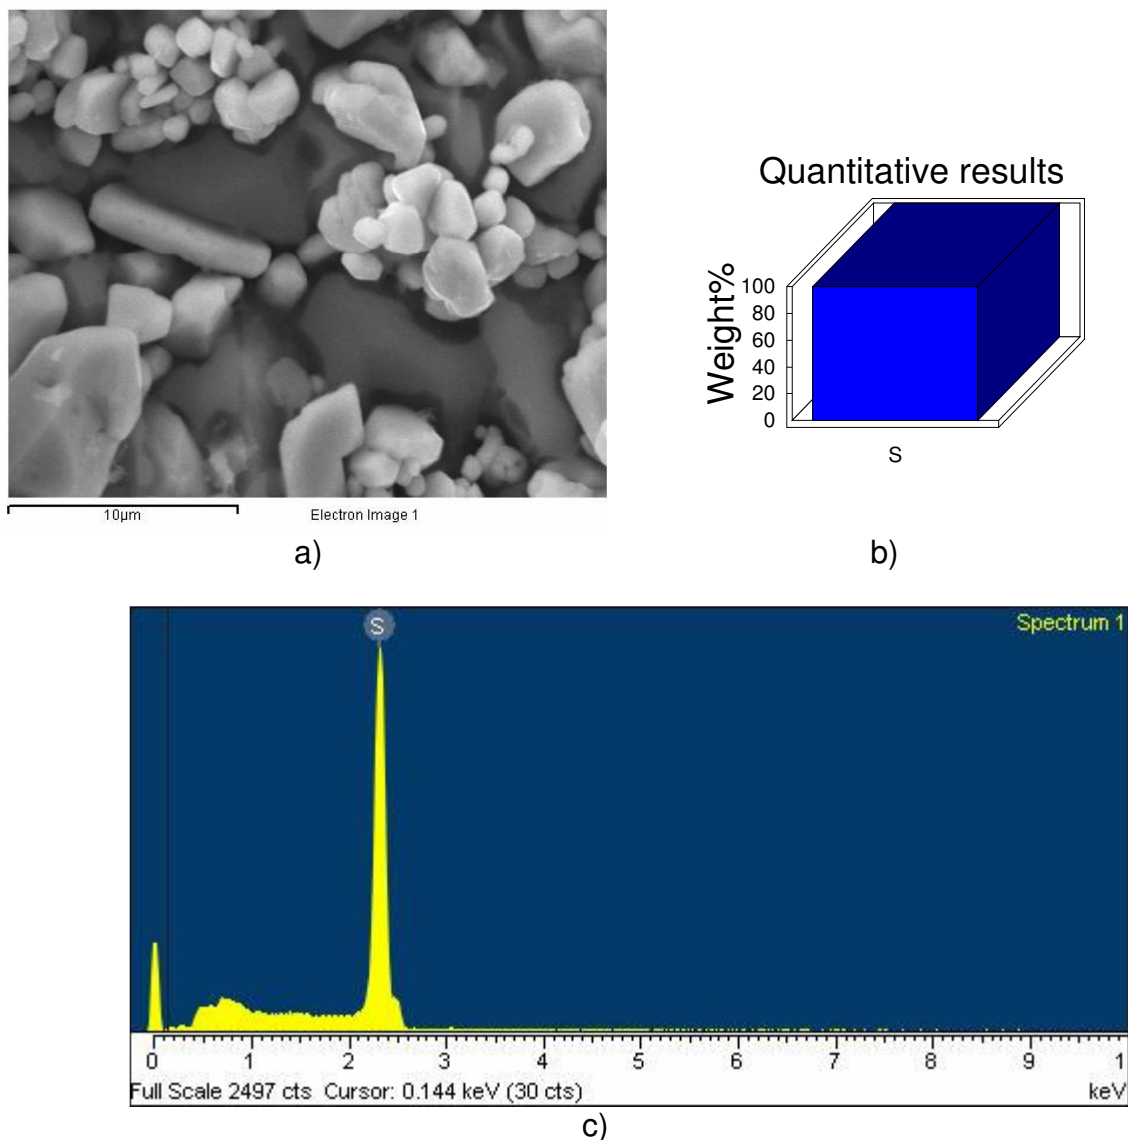 Quantitative results
Weight%
100
80
60
40
20
0
S
10µm
Electron Image 1
a)
b)
S
Spectrum 1
0 1 2 3 4 5 6 7 8 9 1
Full Scale 2497 cts Cursor: 0.144 keV (30 cts)
keV
c)